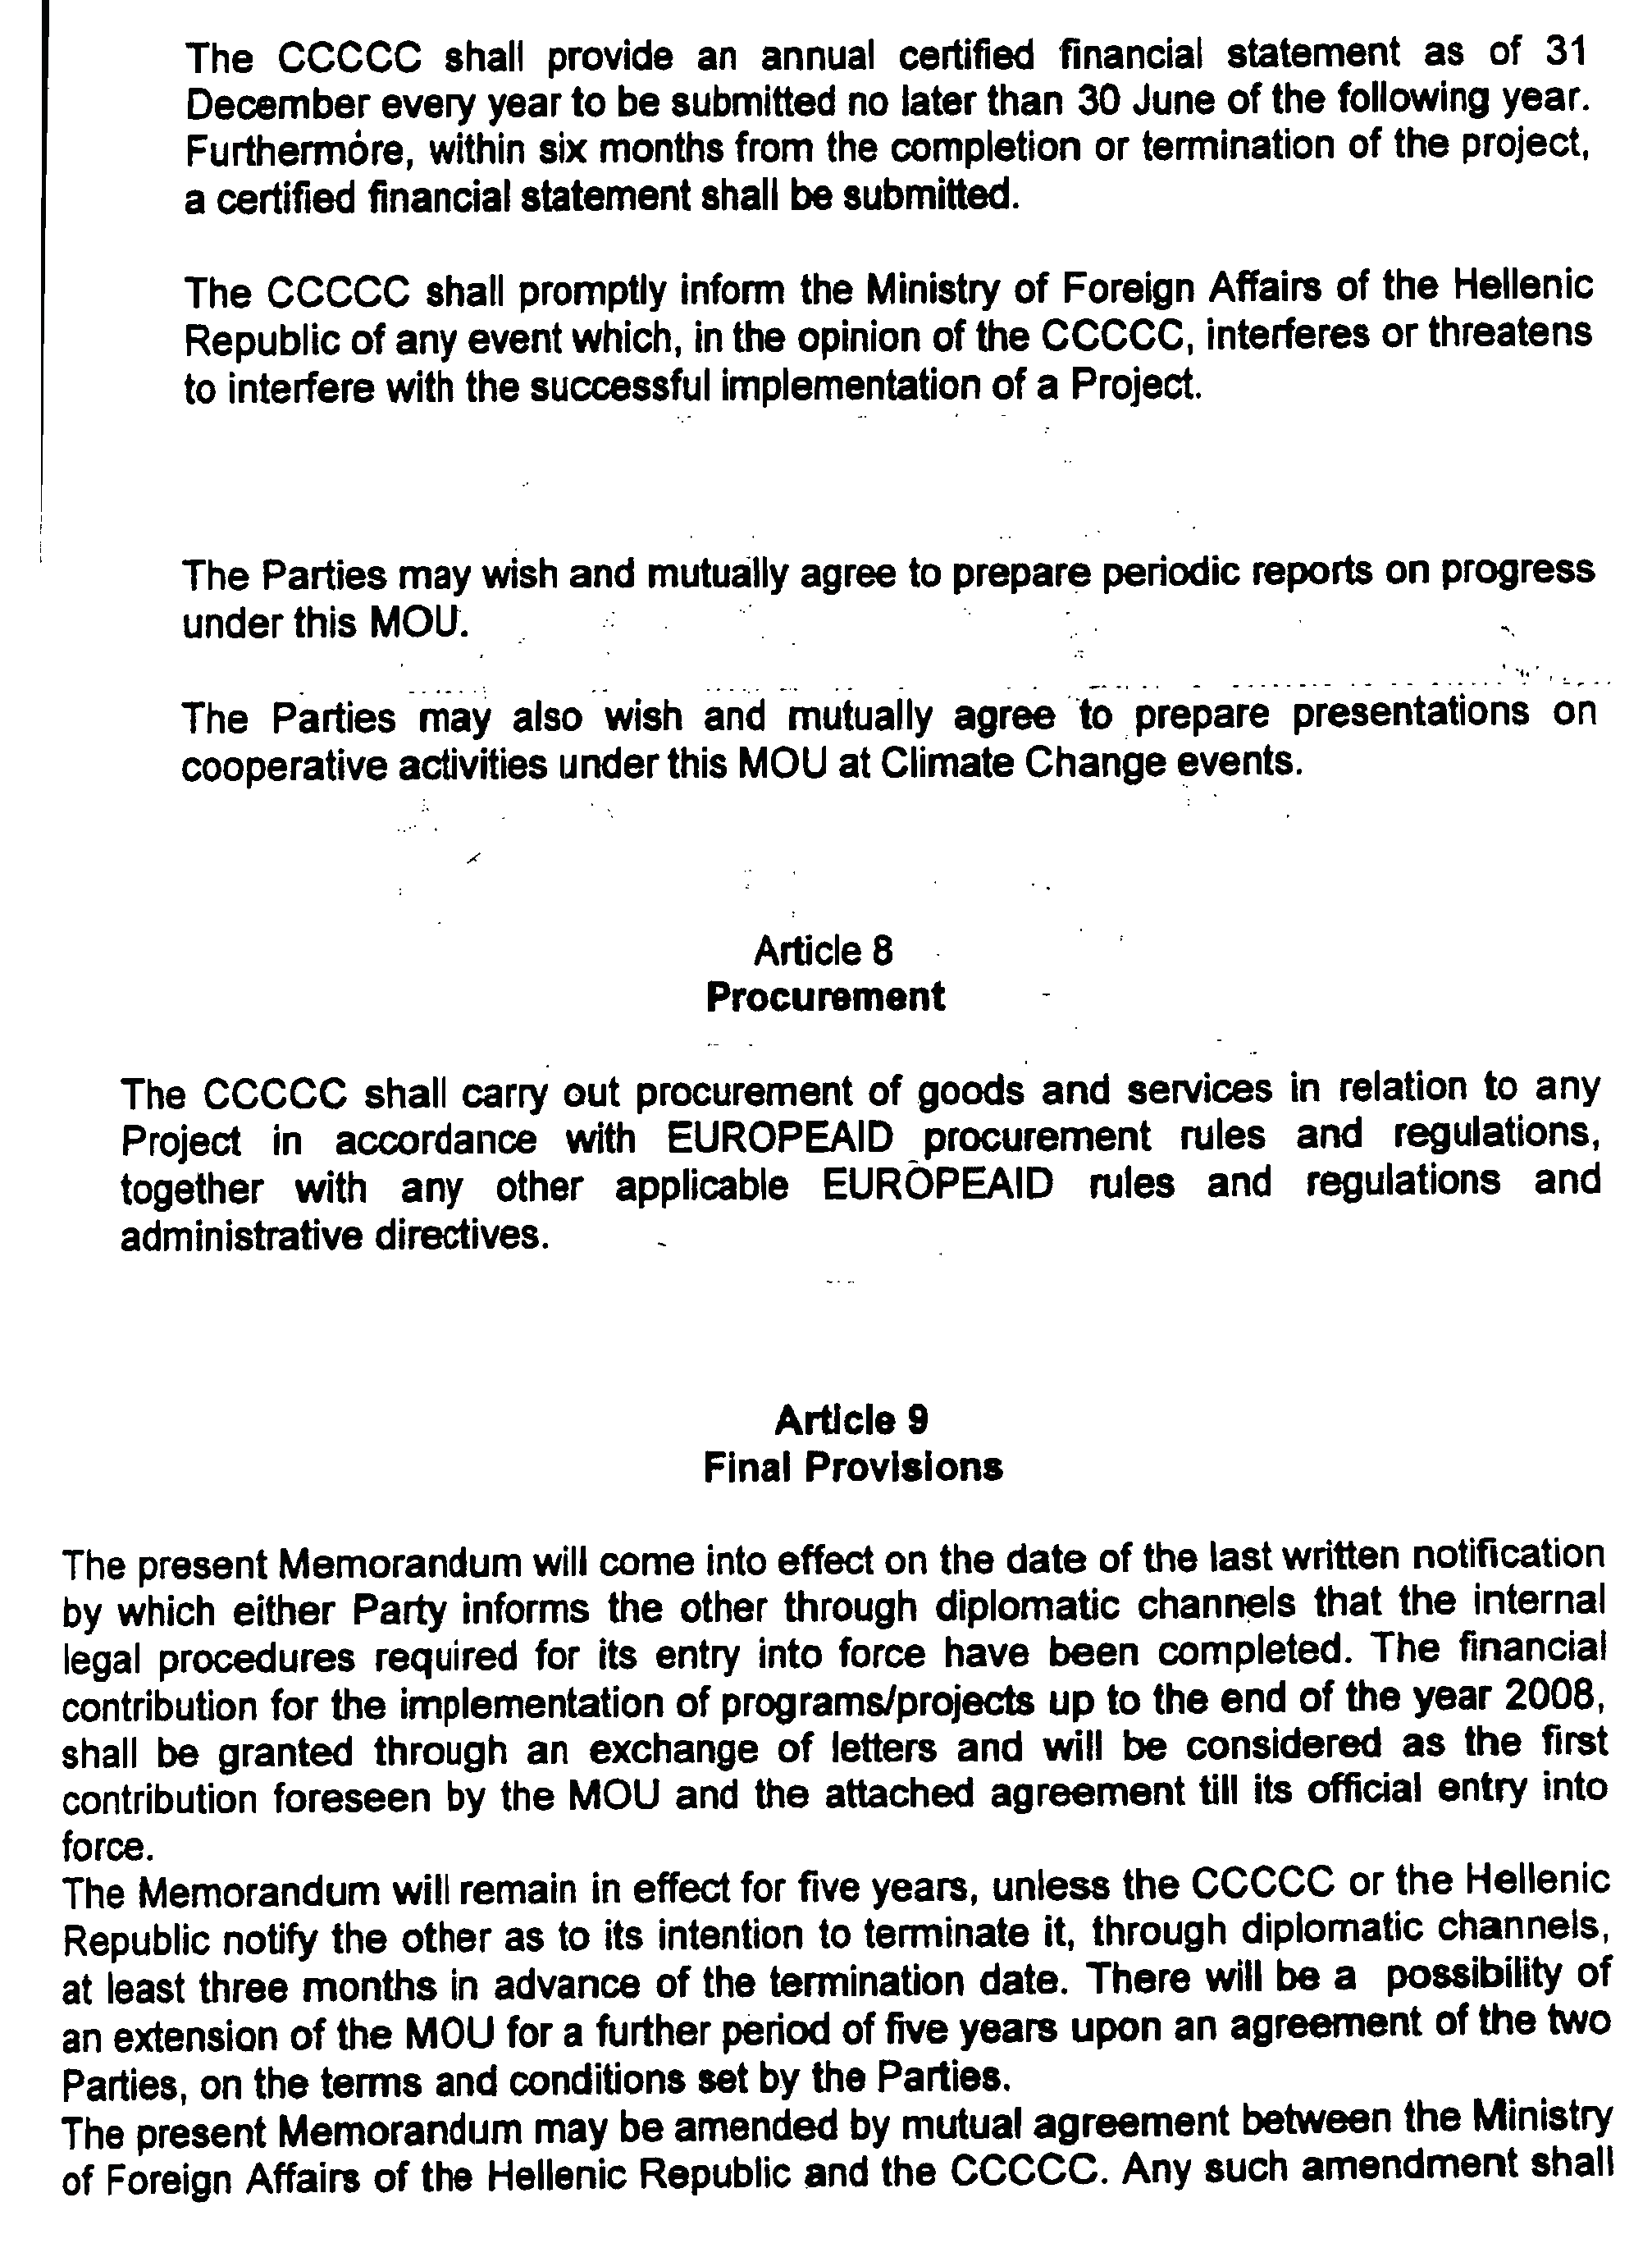 The CCCCC shall provide an annual certified financial statement as of 31
December every year to be submitted no later than 30 June of the following year.
Furthermore, within six months from the completion or termination of the project,
a certified financial statement shall be submitted.
The CCCCC shall promptly inform the Ministry of Foreign Affairs of the Hellenic
Republic of any event which, in the opinion of the CCCCC, interferes or threatens
to interfere with the successful implementation of a Project.
The Parties may wish and mutually agree to prepare periodic reports on progress
under this MOU.
The Parties may also wish and mutually agree to prepare presentations on
cooperative activities under this MOU at Climate Change events.
Article 8
Procurement
The CCCCC shall carry out procurement of goods and services in relation to any
Project in accordance with EUROPEAID procurement rules and regulations,
together with any other applicable EUROPEAID rules and regulations and
administrative directives.
Article 9
Final Provisions
The present Memorandum will come into effect on the date of the last written notification
by which either Party informs the other through diplomatic channels that the internal
legal procedures required for its entry into force have been completed. The financial
contribution for the implementation of programs/projects up to the end of the year 2008,
shall be granted through an exchange of letters and will be considered as the first
contribution foreseen by the MOU and the attached agreement till its official entry into
force.
The Memorandum will remain in effect for five years, unless the CCCCC or the Hellenic
Republic notify the other as to its intention to terminate it, through diplomatic channels,
at least three months in advance of the termination date. There will be a possibility of
an extension of the MOU for a further period of five years upon an agreement of the two
Parties, on the terms and conditions set by the Parties.
The present Memorandum may be amended by mutual agreement between the Ministry
of Foreign Affairs of the Hellenic Republic and the CCCCC. Any such amendment shall